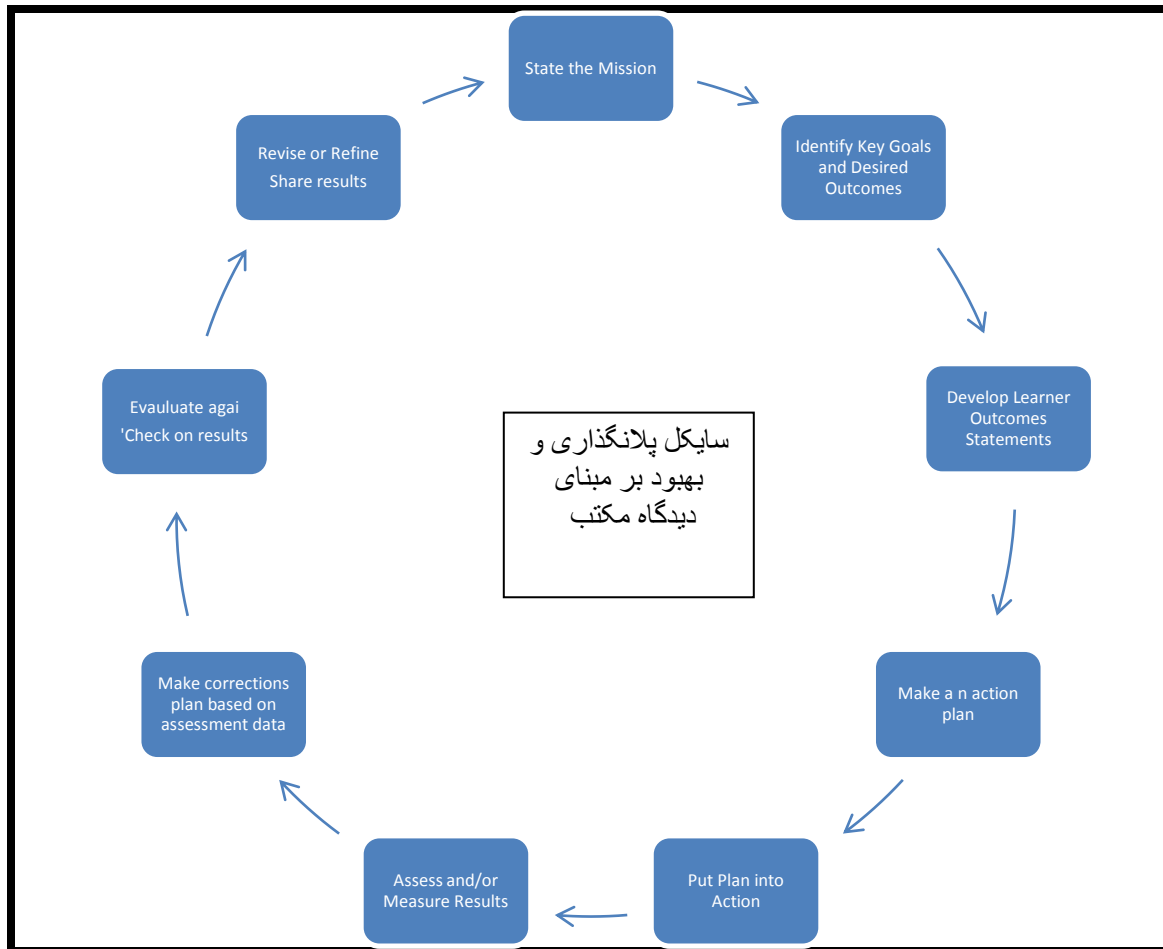 State the Mission
Identify Key Goals
and Desired
Outcomes
Develop Learner
Outcomes
Statements
Make a n action
plan
Put Plan into
Action
Assess and/or
Measure Results
Make corrections
plan based on
assessment data
Evauluate agai
'Check on results
Revise or Refine
Share results
سایکل پلانگذاری و
بهبود بر مبنای
دیدگاه مکتب